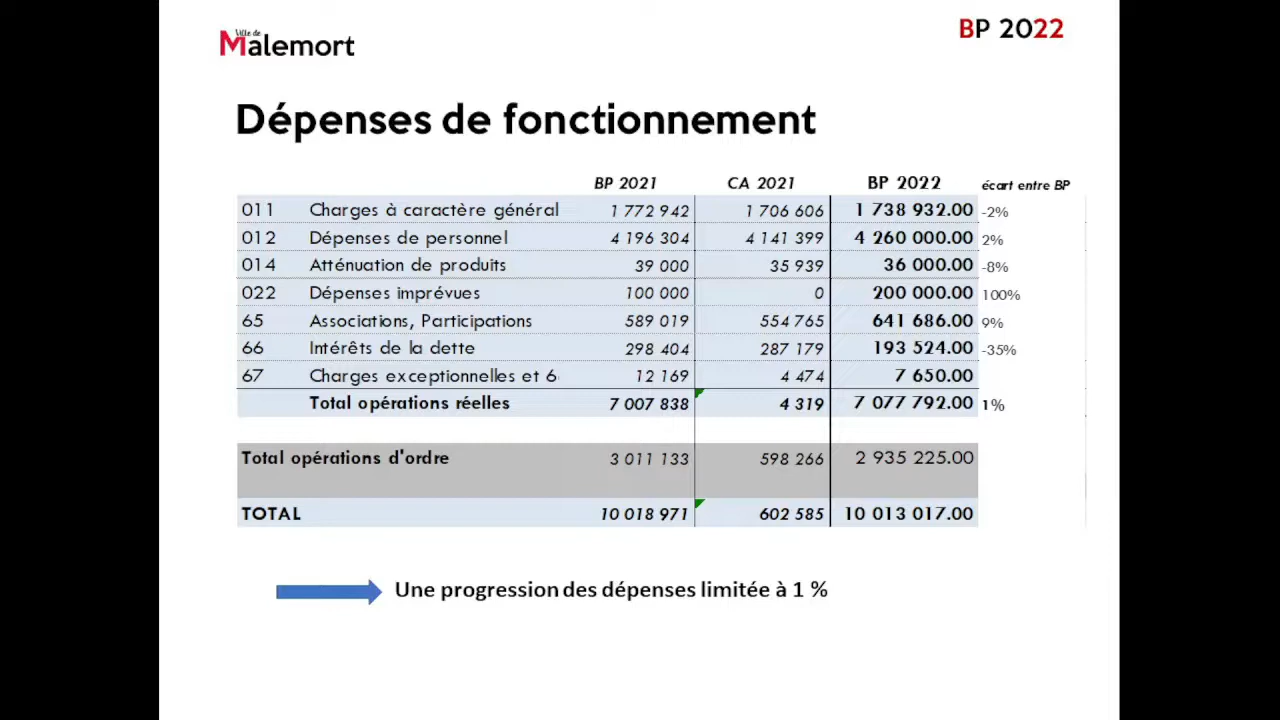 Ville de
Malemort
BP 2022
Dépenses de fonctionnement
BP 2021 CA 2021 BP 2022 écart entre BP
011 Charges à caractère général 1 772 942 1 706 606 1 738 932.00 -2%
012 Dépenses de personnel 4 196 304 4 141 399 4 260 000.00 2%
014 Atténuation de produits 39 000 35 939 36 000.00 -8%
022 Dépenses imprévues 100 000 0 200 000.00 100%
65 Associations, Participations 589 019 554 765 641 686.00 9%
66 Intérêts de la dette 298 404 287 179 193 524.00 -35%
67 Charges exceptionnelles et 6 12 169 4 474 7 650.00
Total opérations réelles 7 007 838 4 319 7 077 792.00 1%
Total opérations d'ordre 3 011 133 598 266 2 935 225.00
TOTAL 10 018 971 602 585 10 013 017.00
Une progression des dépenses limitée à 1 %